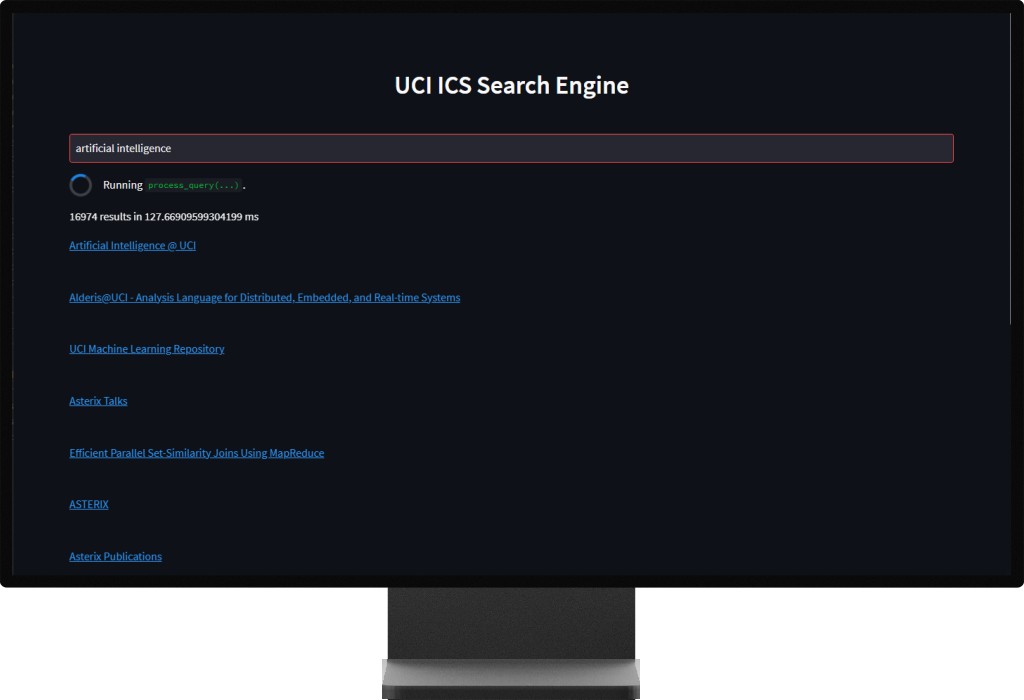 UCI ICS Search Engine
artificial intelligence
Running process_query(...) .
16974 results in 127.66909599304199 ms
Artificial Intelligence @ UCI
Alderis@UCI - Analysis Language for Distributed, Embedded, and Real-time Systems
UCI Machine Learning Repository
Asterix Talks
Efficient Parallel Set-Similarity Joins Using MapReduce
ASTERIX
Asterix Publications